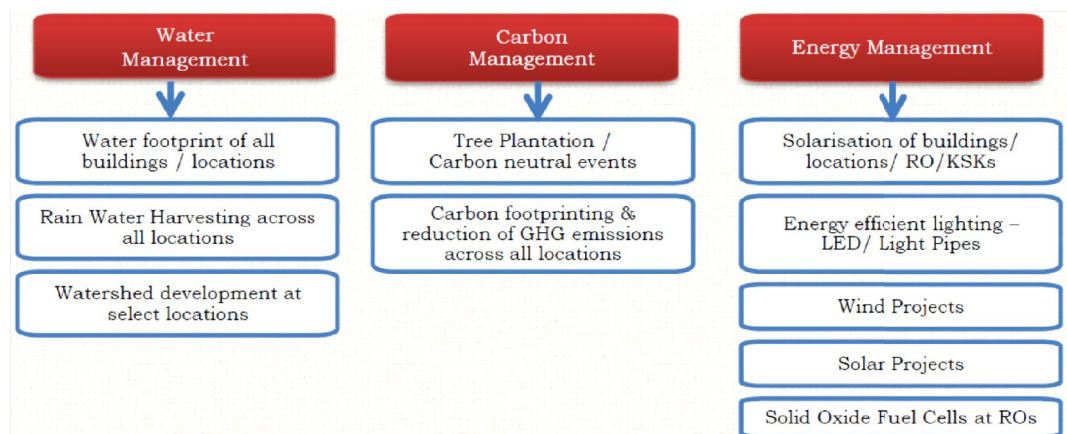 Water
Management
Water footprint of all
buildings / locations
Rain Water Harvesting across
all locations
Watershed development at
select locations
Carbon
Management
Tree Plantation /
Carbon neutral events
Carbon footprinting &
reduction of GHG emissions
across all locations
Energy Management
Solarisation of buildings/
locations/ RO/KSKs
Energy efficient lighting –
LED/ Light Pipes
Wind Projects
Solar Projects
Solid Oxide Fuel Cells at ROs